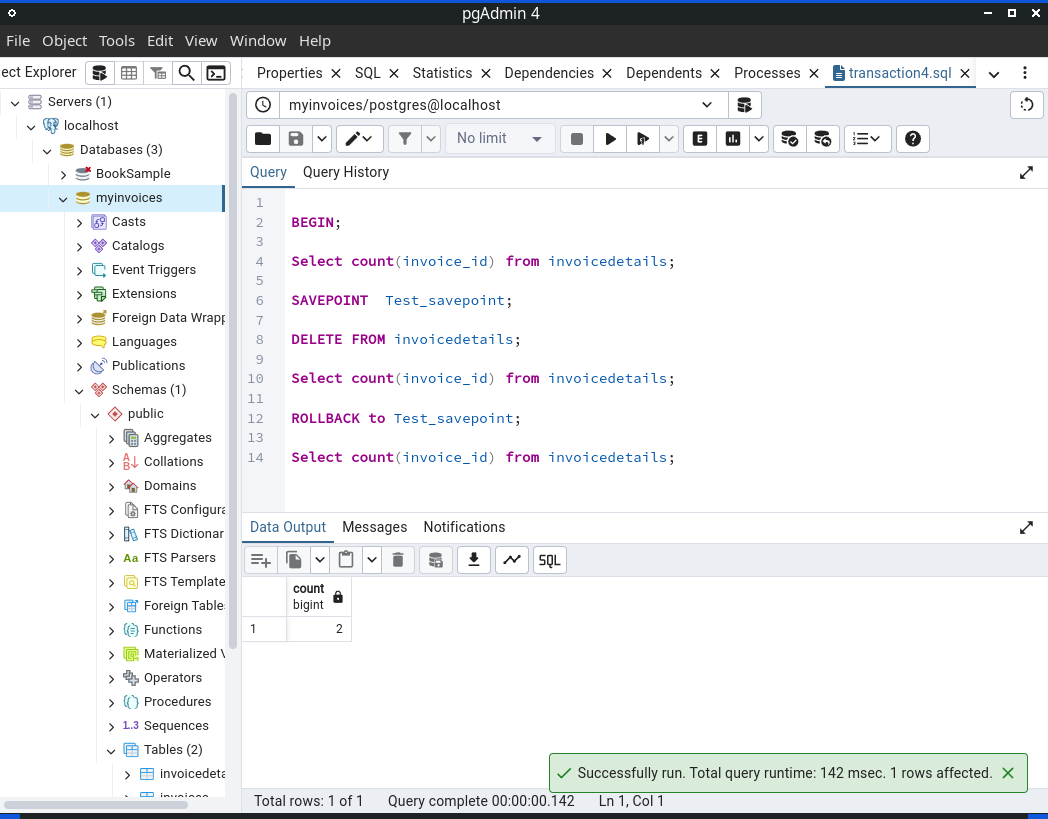 pgAdmin 4
File Object Tools Edit View Window Help
ect Explorer
Properties SQL Statistics Dependencies Dependents Processes transaction4.sql
Servers (1)
localhost
Databases (3)
BookSample
myinvoices
Casts
Catalogs
Event Triggers
Extensions
Foreign Data Wrapp
Languages
Publications
Schemas (1)
public
Aggregates
Collations
Domains
FTS Configura
FTS Dictionar
Aa FTS Parsers
FTS Template
Foreign Table
Functions
Materialized V
Operators
Procedures
1..3 Sequences
Tables (2)
invoicedeta
invoices
myinvoices/postgres@localhost
No limit E
Query Query History
1
2 BEGIN;
3
4 Select count(invoice_id) from invoicedetails;
5
6 SAVEPOINT  Test_savepoint;
7
8 DELETE FROM invoicedetails;
9
10 Select count(invoice_id) from invoicedetails;
11
12 ROLLBACK to Test_savepoint;
13
14 Select count(invoice_id) from invoicedetails;
Data Output Messages Notifications
SQL
count
bigint
1 2
Successfully run. Total query runtime: 142 msec. 1 rows affected.
Total rows: 1 of 1 Query complete 00:00:00.142 Ln 1, Col 1